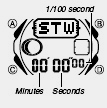 1/100 second
A B
STW
C D
00' 00" 00
Minutes Seconds